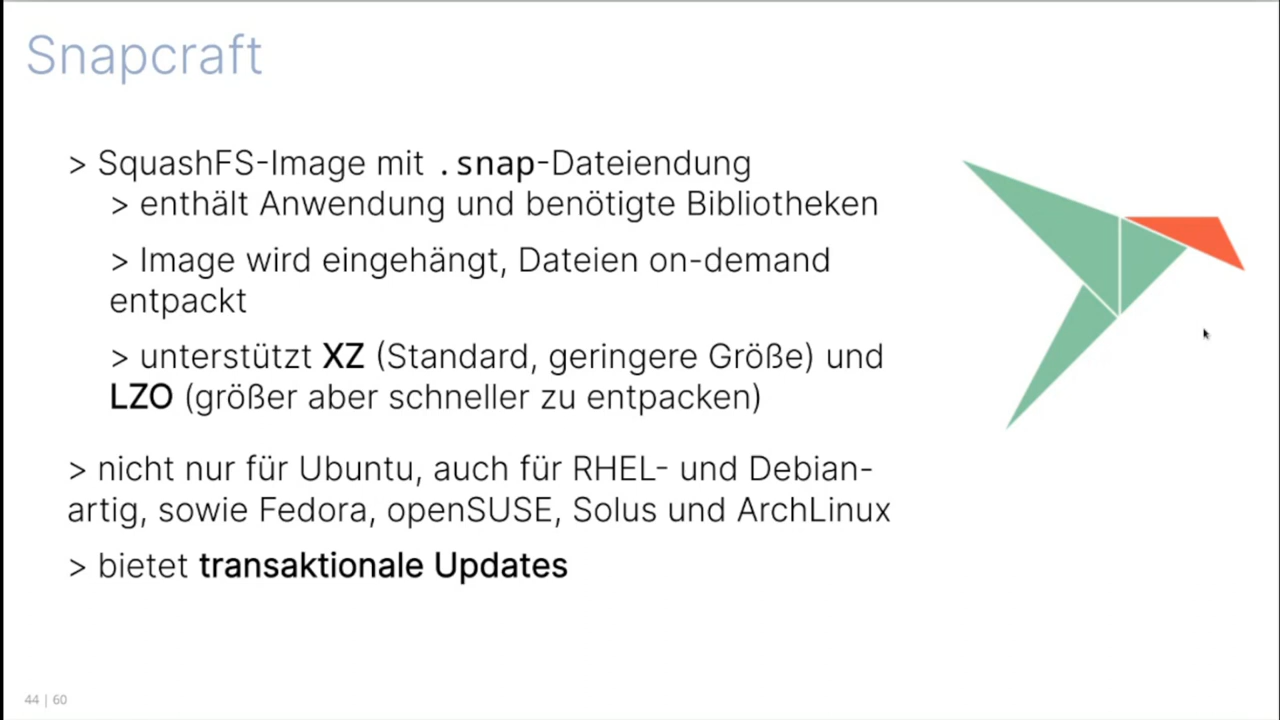 Snapcraft
> SquashFS-Image mit .snap-Dateiendung
> enthält Anwendung und benötigte Bibliotheken
> Image wird eingehängt, Dateien on-demand
entpackt
> unterstützt XZ (Standard, geringere Größe) und
LZO (größer aber schneller zu entpacken)
> nicht nur für Ubuntu, auch für RHEL- und Debian-
artig, sowie Fedora, openSUSE, Solus und ArchLinux
> bietet transaktionale Updates
44 | 60